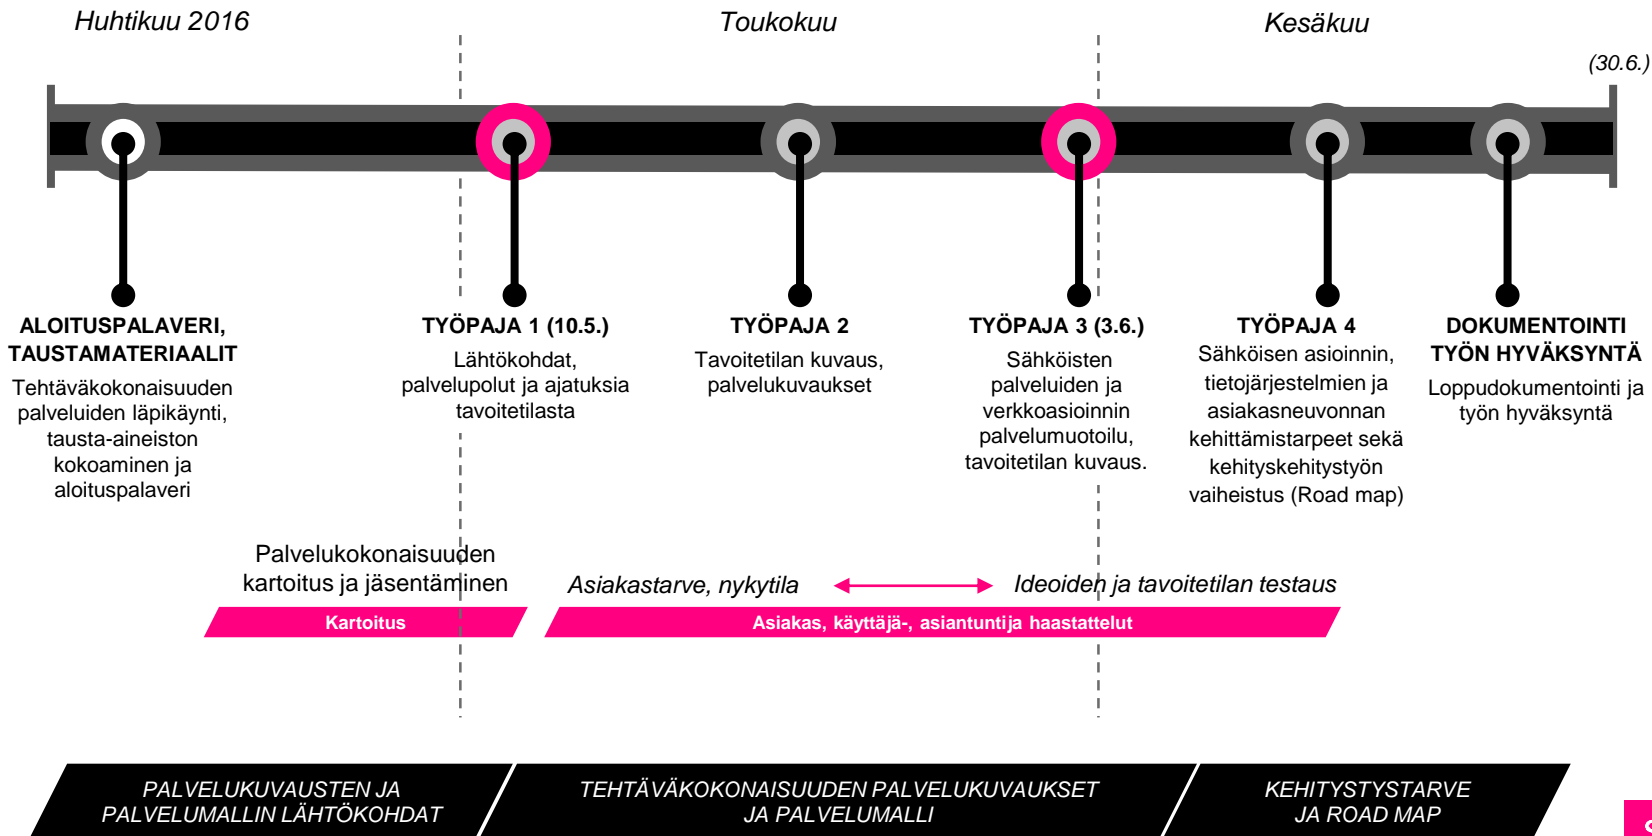 Huhtikuu 2016
Toukokuu
Kesäkuu
(30.6.)
ALOITUSPALAVERI,
TAUSTAMATERIAALIT
Tehtäväkokonaisuuden
palveluiden läpikäynti,
tausta-aineiston
kokoaminen ja
aloituspalaveri
TYÖPAJA 1 (10.5.)
Lähtökohdat,
palvelupolut ja ajatuksia
tavoitetilasta
TYÖPAJA 2
Tavoitetilan kuvaus,
palvelukuvaukset
TYÖPAJA 3 (3.6.)
Sähköisten
palveluiden ja
verkkoasioinnin
palvelumuotoilu,
tavoitetilan kuvaus.
TYÖPAJA 4
Sähköisen asioinnin,
tietojärjestelmien ja
asiakasneuvonnan
kehittämistarpeet sekä
kehityskehitystyön
vaiheistus (Road map)
DOKUMENTOINTI
TYÖN HYVÄKSYNTÄ
Loppudokumentointi ja
työn hyväksyntä
Palvelukokonaisuuden
kartoitus ja jäsentäminen
Asiakastarve, nykytila
Ideoiden ja tavoitetilan testaus
Kartoitus
Asiakas, käyttäjä-, asiantuntija haastattelut
PALVELUKUVAUSTEN JA
PALVELUMALLIN LÄHTÖKOHDAT
TEHTÄVÄKOKONAISUUDEN PALVELUKUVAUKSET
JA PALVELUMALLI
KEHITYSTYSTARVE
JA ROAD MAP